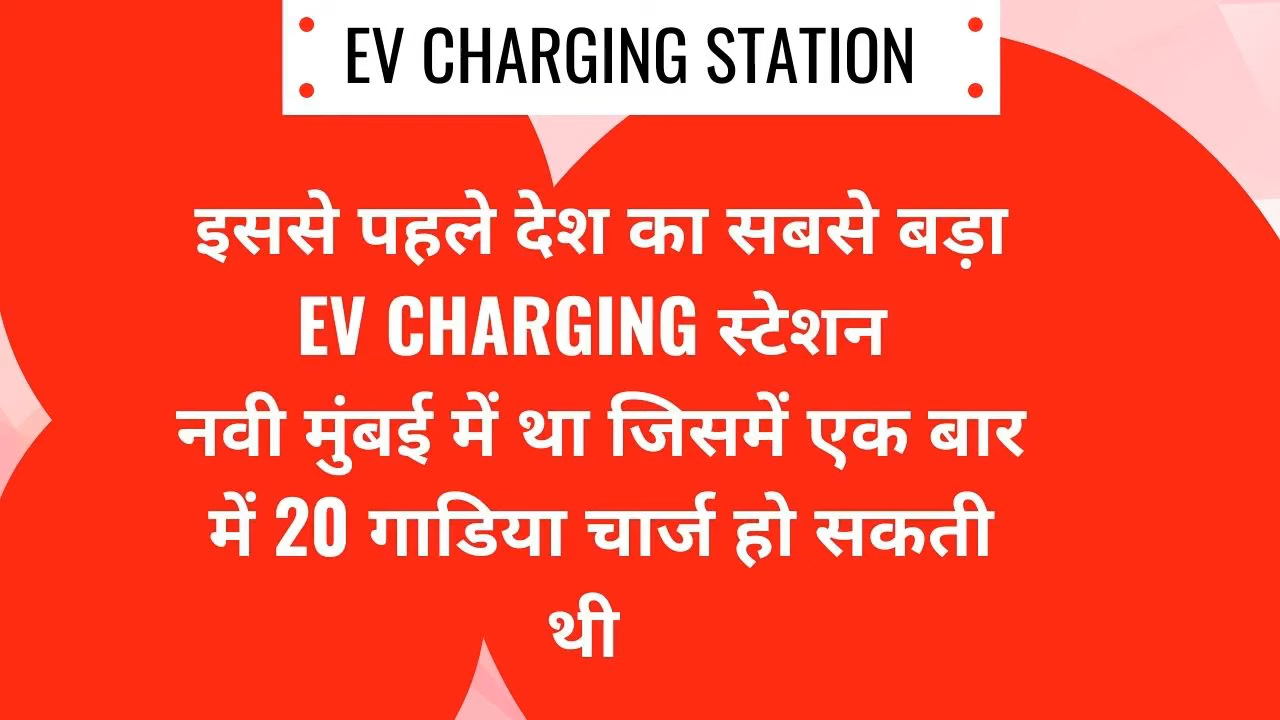 EV CHARGING STATION
इससे पहले देश का सबसे बड़ा
EV CHARGING स्टेशन
नवी मुंबई में था जिसमें एक बार
में 20 गाडिया चार्ज हो सकती
थी